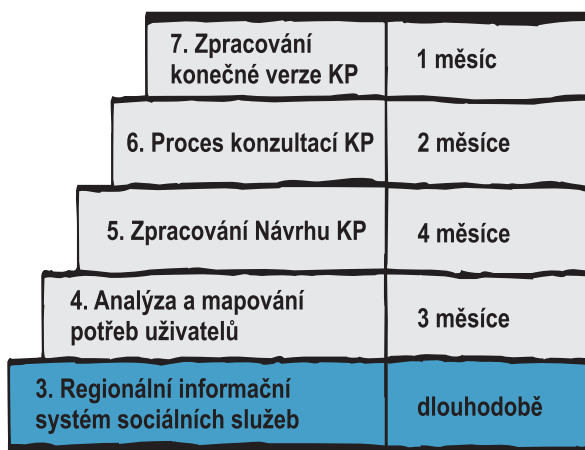 7. Zpracování
konečné verze KP
1 měsíc
6. Proces konzultací KP
2 měsíce
5. Zpracování Návrhu KP
4 měsíce
4. Analýza a mapování
potřeb uživatelů
3 měsíce
3. Regionální informační
systém sociálních služeb
dlouhodobě